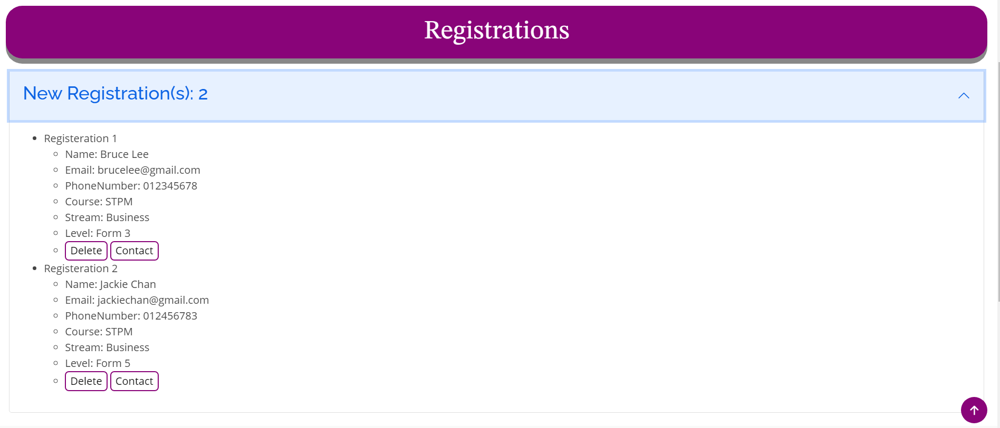 Registrations
New Registration(s): 2
Registeration 1
Name: Bruce Lee
Email: brucelee@gmail.com
PhoneNumber: 012345678
Course: STPM
Stream: Business
Level: Form 3
Delete Contact
Registeration 2
Name: Jackie Chan
Email: jackiechan@gmail.com
PhoneNumber: 012456783
Course: STPM
Stream: Business
Level: Form 5
Delete Contact